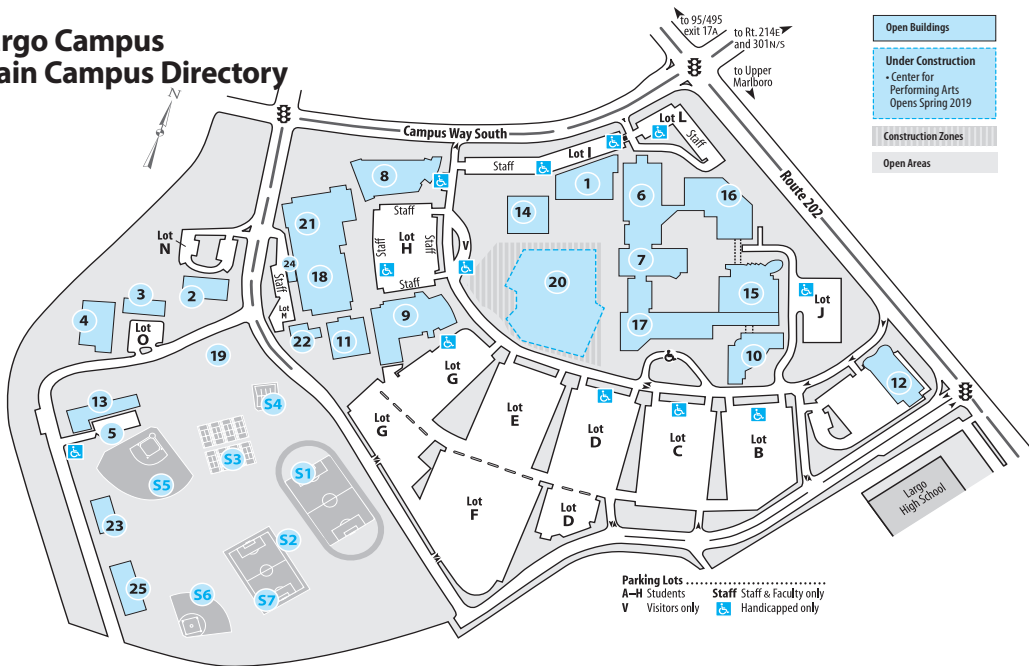 rgo Campus
ain Campus Directory
to 95/495
exit 17A
to Rt. 214E
and 301N/S
to Upper
Marlboro
Open Buildings
Under Construction
• Center for
Performing Arts
Opens Spring 2019
Construction Zones
Open Areas
N
Campus Way South
Route 202
Lot L
Staff
Lot I
8
1
6
16
14
21
Staff
Lot
H
Staff
Staff
Staff
V
Lot
N
24
18
7
20
15
Lot
J
2
3
4
Lot
O
Staff
Lot
M
22
11
9
17
10
12
19
Lot
G
Lot
G
Lot
E
Lot
D
Lot
C
Lot
B
13
5
S4
S3
S1
S5
Lot
F
Lot
D
Largo
High School
23
S2
25
S6
S7
Parking Lots
A–H Students
Staff Staff & Faculty only
V Visitors only
Handicapped only